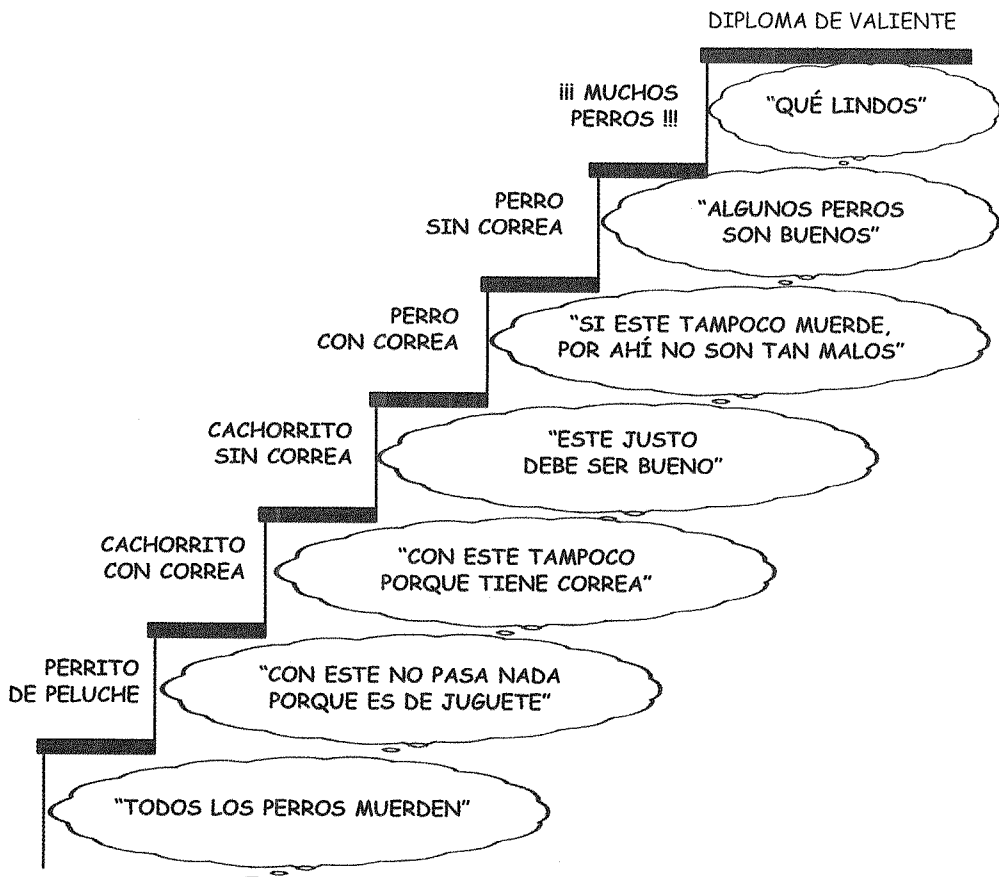 DIPLOMA DE VALIENTE
¡¡¡ MUCHOS
PERROS !!!
"QUÉ LINDOS"
PERRO
SIN CORREA
"ALGUNOS PERROS
SON BUENOS"
PERRO
CON CORREA
"SI ESTE TAMPOCO MUERDE,
POR AHÍ NO SON TAN MALOS"
CACHORRITO
SIN CORREA
"ESTE JUSTO
DEBE SER BUENO"
CACHORRITO
CON CORREA
"CON ESTE TAMPOCO
PORQUE TIENE CORREA"
PERRITO
DE PELUCHE
"CON ESTE NO PASA NADA
PORQUE ES DE JUGUETE"
"TODOS LOS PERROS MUERDEN"